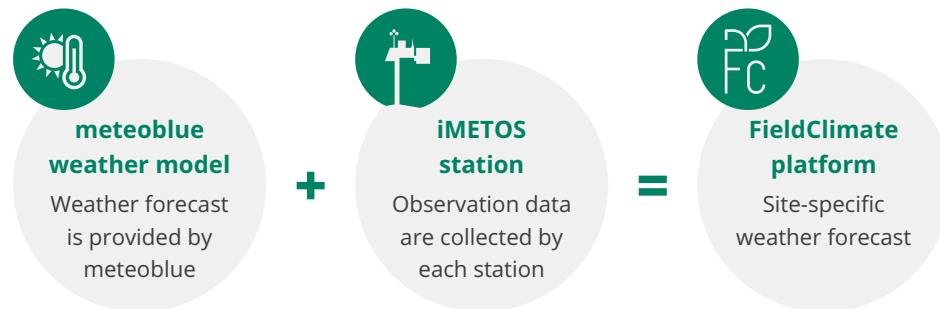 meteoblue
weather model
Weather forecast
is provided by
meteoblue
+
iMETOS
station
Observation data
are collected by
each station
=
FC
FieldClimate
platform
Site-specific
weather forecast